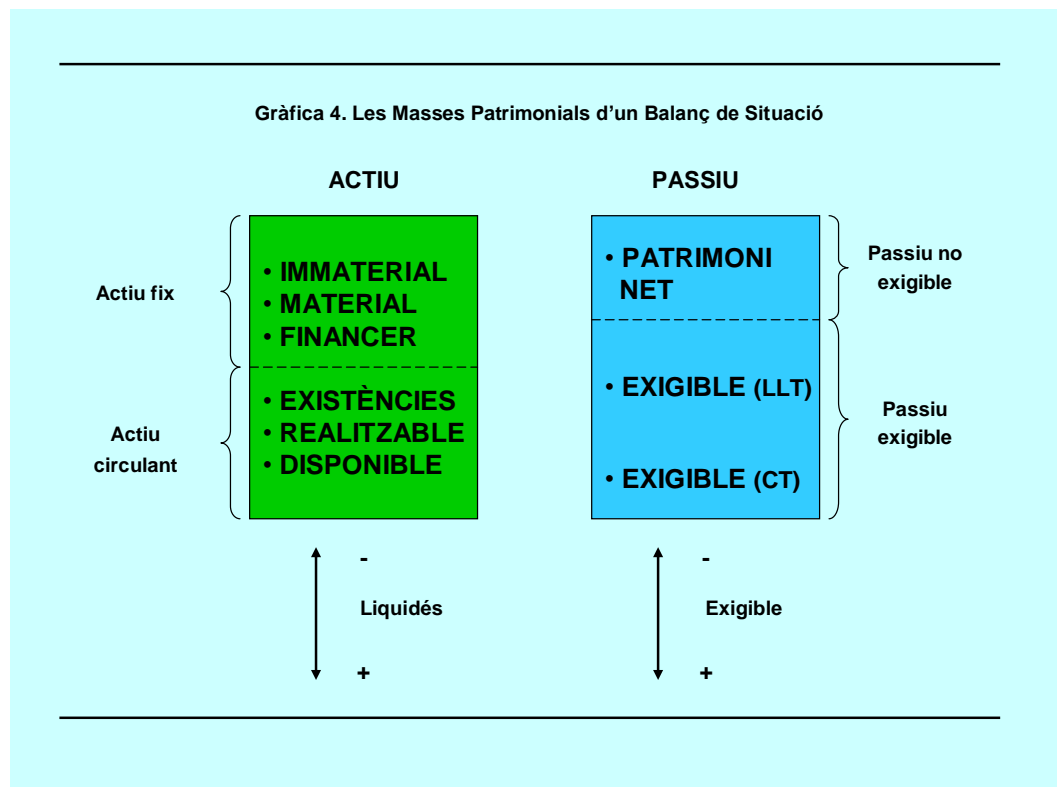 Gràfica 4. Les Masses Patrimonials d'un Balanç de Situació
ACTIU
PASSIU
Actiu fix
• IMMATERIAL
• MATERIAL
• FINANCER
Actiu
circulant
• EXISTÈNCIES
• REALITZABLE
• DISPONIBLE
• PATRIMONI
NET
Passiu no
exigible
• EXIGIBLE (LLT)
• EXIGIBLE (CT)
Passiu
exigible
-
Liquidés
+
-
Exigible
+